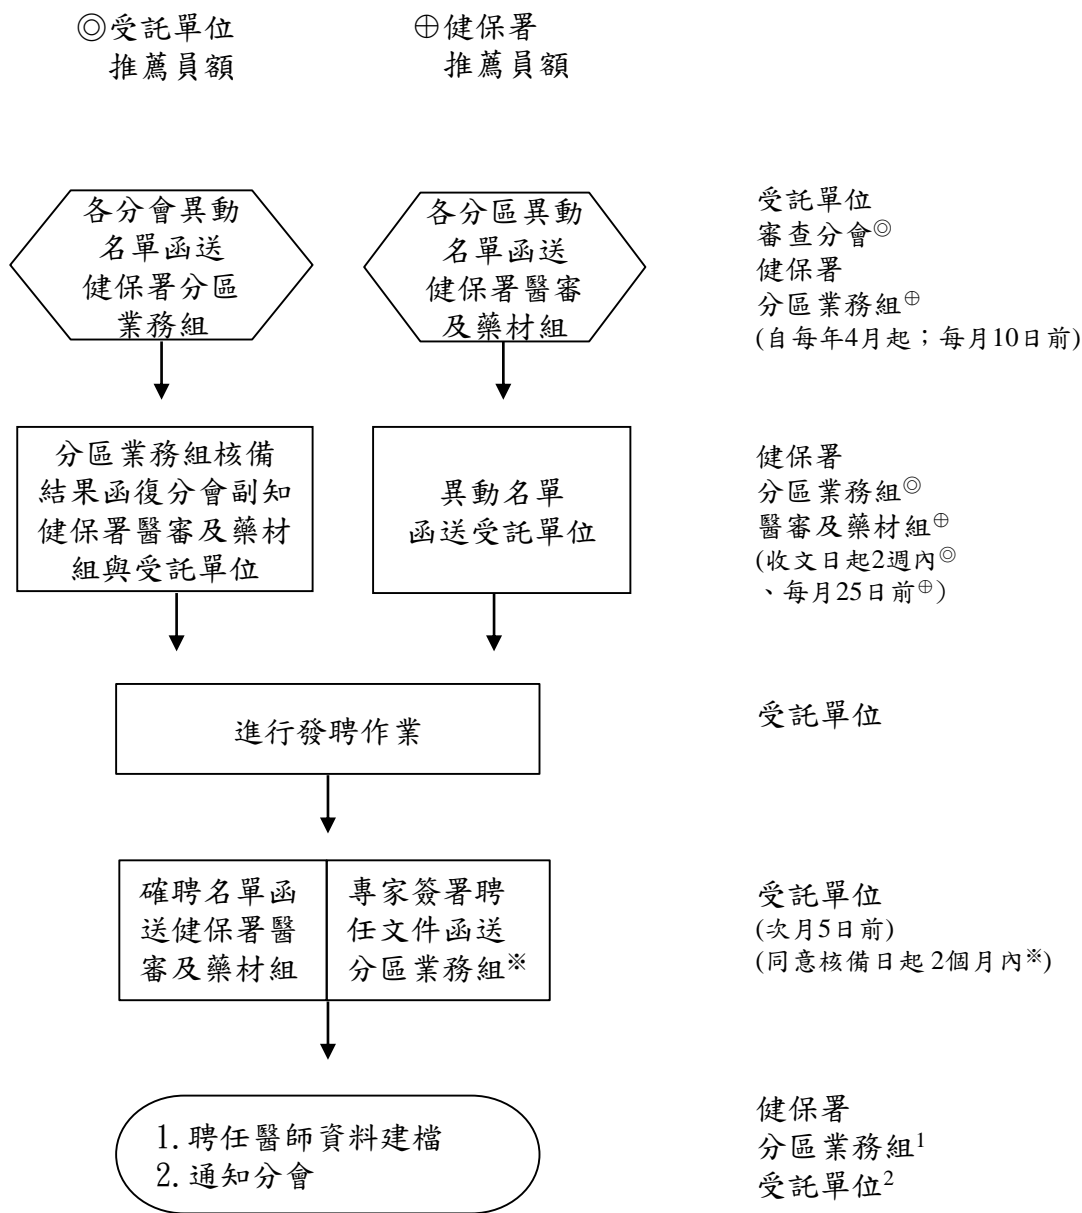 ◎受託單位
推薦員額
⊕健保署
推薦員額
各分會異動
名單函送
健保署分區
業務組
各分區異動
名單函送
健保署醫審
及藥材組
受託單位
審查分會◎
健保署
分區業務組⊕
(自每年4月起；每月10日前)
分區業務組核備
結果函復分會副知
健保署醫審及藥材
組與受託單位
異動名單
函送受託單位
健保署
分區業務組◎
醫審及藥材組⊕
(收文日起2週內◎
、每月25日前⊕)
進行發聘作業
受託單位
確聘名單函
送健保署醫
審及藥材組
專家簽署聘
任文件函送
分區業務組※
受託單位
(次月5日前)
(同意核備日起 2個月內※)
1.聘任醫師資料建檔
2.通知分會
健保署
分區業務組1
受託單位2